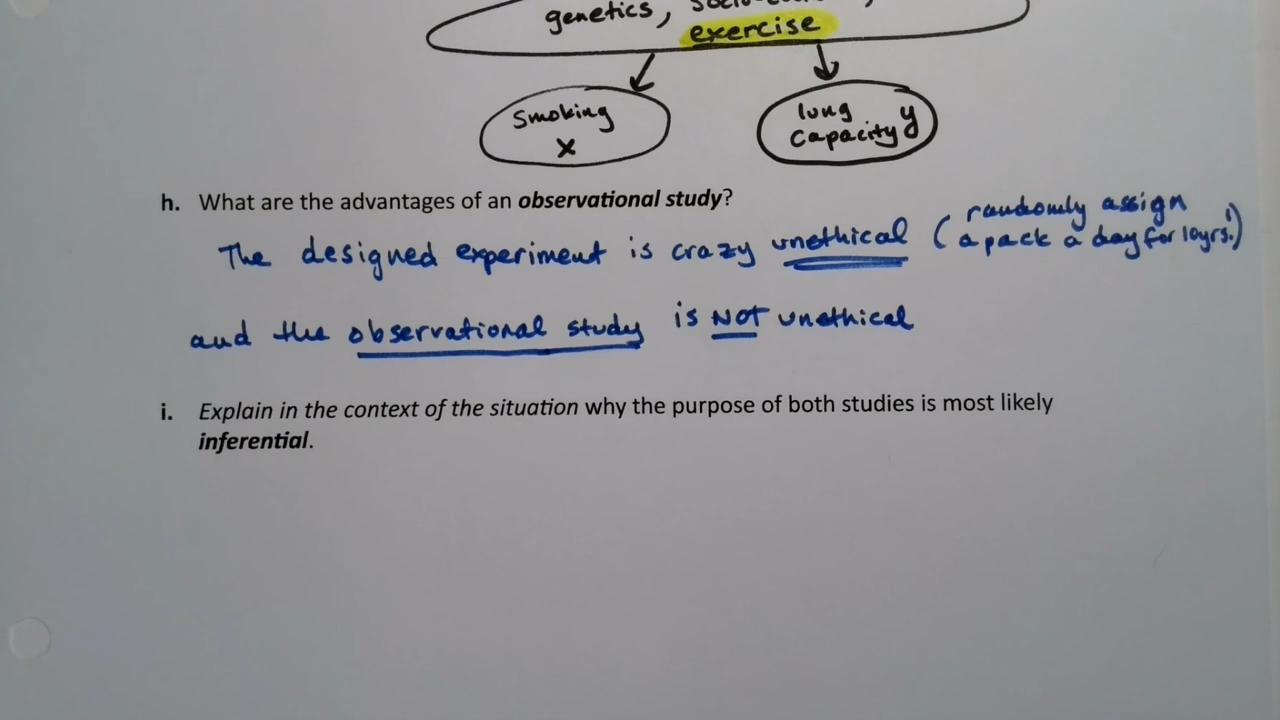 genetics,
exercise
Smoking
X
lung
capacity y
h. What are the advantages of an observational study?
The designed experiment is crazy unethical (randomly assign
a pack a day for 10yrs!)
and the observational study is NOT unethical
i. Explain in the context of the situation why the purpose of both studies is most likely
inferential.